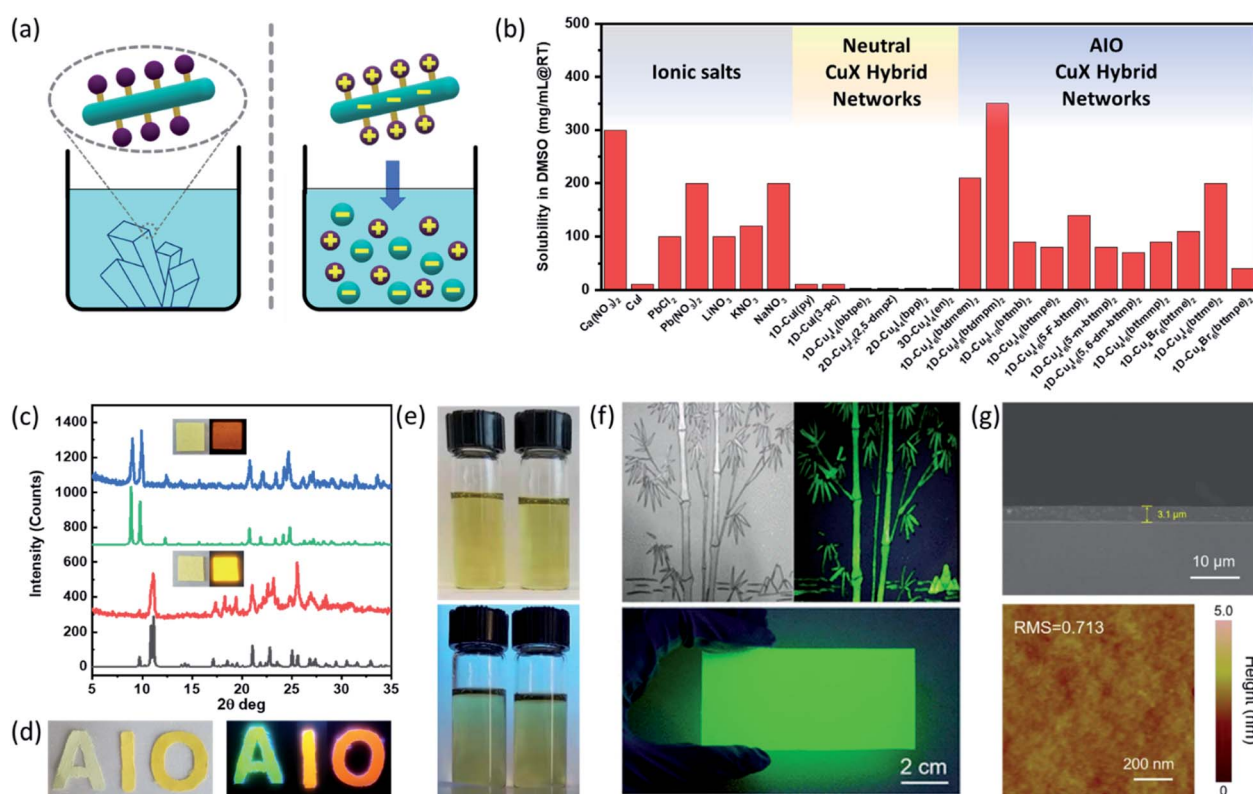 (a)
(b)
Solubility in DMSO (mg/mL@RT)
500
400
300
200
100
0
Ionic salts
Neutral
CuX Hybrid
Networks
AIO
CuX Hybrid
Networks
Ca(NO₃)₂
CuI
PbCl₂
Pb(NO₃)₂
LiNO₃
KNO₃
NaNO₃
1D-CuI(py)
1D-CuI(3-pc)
1D-Cu₄I₄(bbtpe)₂
2D-Cu₂I₂(2,5-dmpz)
2D-Cu₄I₄(bpp)₂
3D-Cu₄I₄(en)₂
1D-Cu₄I₈(btdmem)₂
1D-Cu₆I₈(btdmpm)₂
1D-Cu₈I₁₀(bttmb)₂
1D-Cu₄I₆(bttmpe)₂
1D-Cu₄I₆(5-F-bttmp)₂
1D-Cu₄I₆(5-m-bttmp)₂
1D-Cu₄I₆(5,6-dm-bttmp)₂
1D-Cu₄I₆(bttmmp)₂
1D-Cu₄Br₆(bttme)₂
1D-Cu₄I₆(bttme)₂
1D-Cu₄Br₆(bttmpe)₂
(c)
Intensity (Counts)
1400
1200
1000
800
600
400
200
0
5
10
15
20
25
30
35
2θ deg
(d)
AIO
AIO
(e)
(f)
2 cm
(g)
3.1 μm
10 μm
RMS=0.713
200 nm
5.0
Height (nm)
0